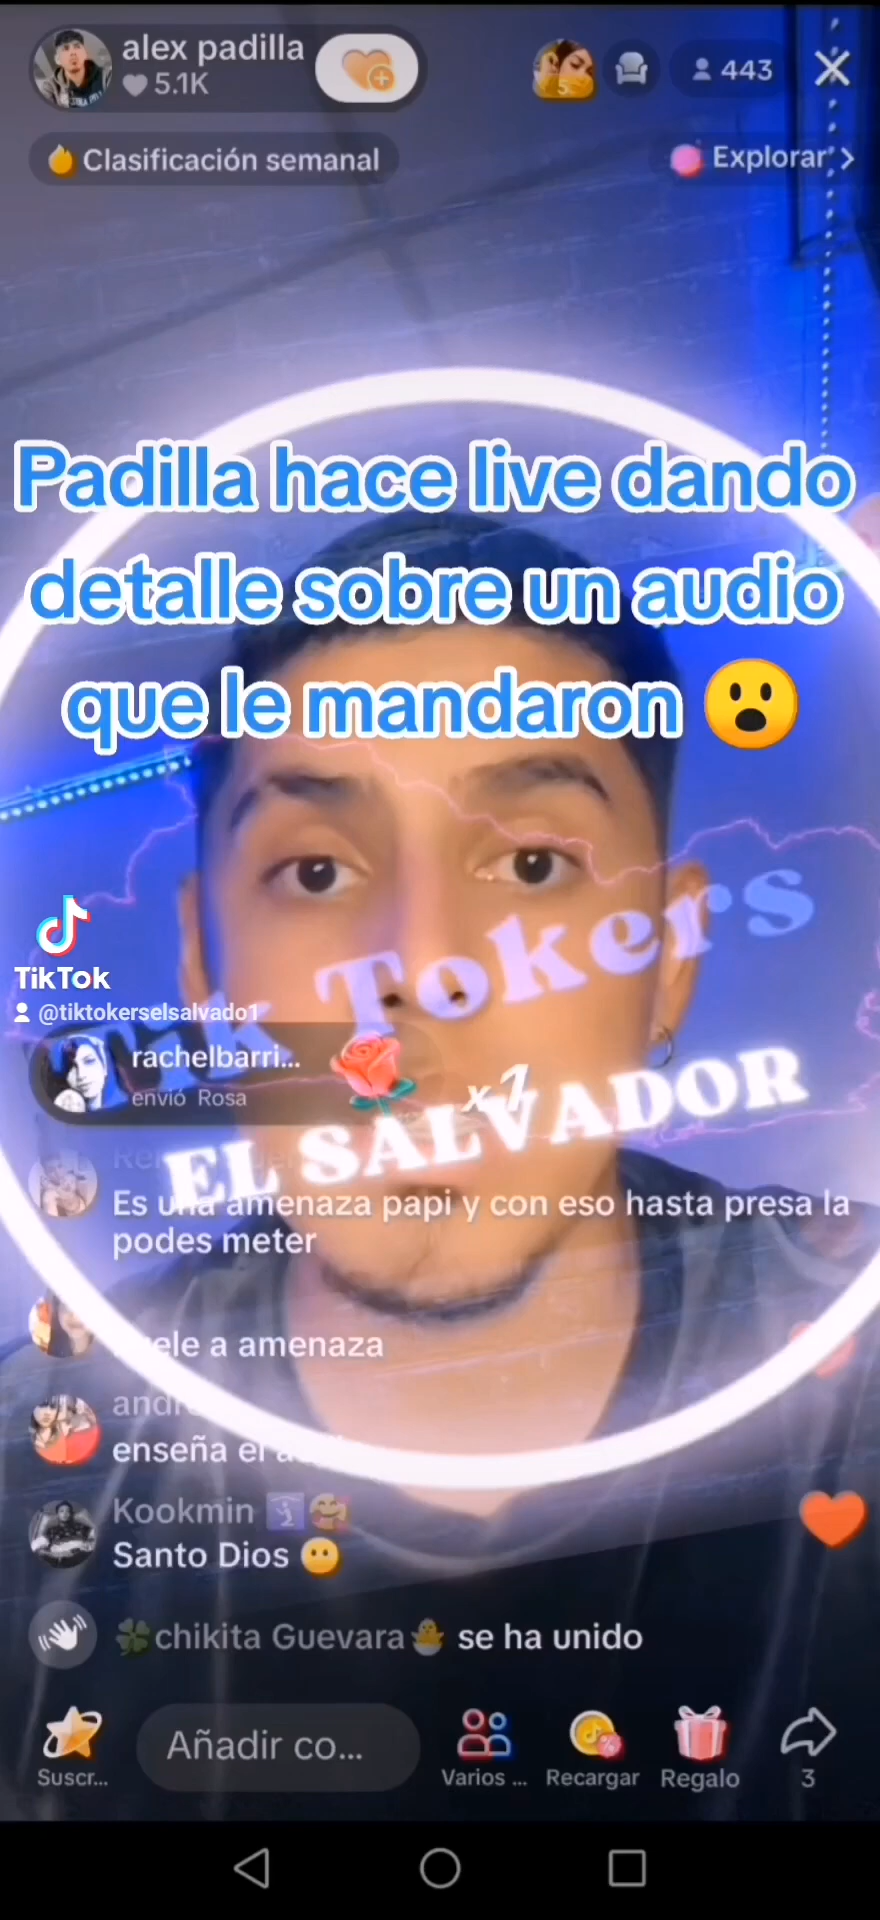 alex padilla
5.1K
443
Clasificación semanal
Explorar >
Padilla hace live dando
detalle sobre un audio
que le mandaron
TikTok
@tiktokerselsalvado1
Tik Tokers
EL SALVADOR
rachelbarri...
envió Rosa
x1
Es una amenaza papi y con eso hasta presa la
podes meter
a amenaza
enseña el
Kookmin
Santo Dios
chikita Guevara se ha unido
Suscr...
Añadir co...
Varios ...
Recargar
Regalo
3